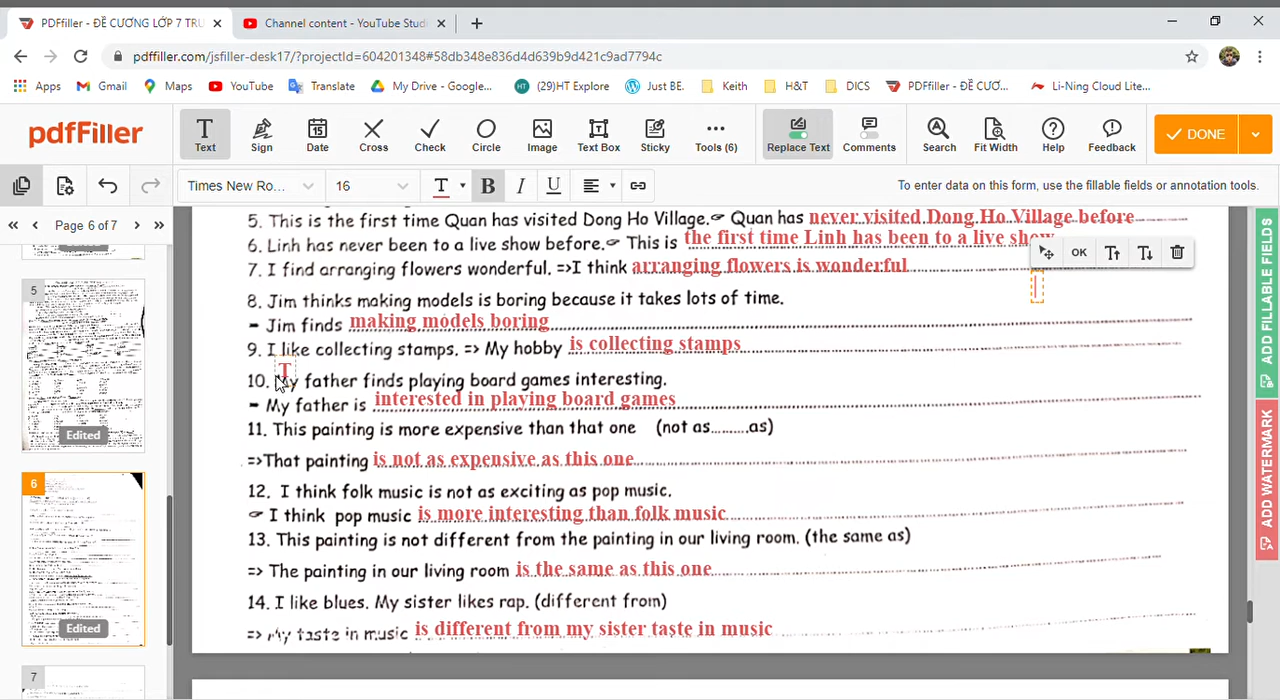 PDFfiller - ĐỀ CƯƠNG LỚP 7 TRƯ
Channel content - YouTube Studi
pdffiller.com/jsfiller-desk17/?projectId=604201348#58db348e836d4d639b9d421c9ad7794c
Apps Gmail Maps YouTube Translate My Drive - Google... (29)HT Explore Just BE. Keith H&T DICS PDFfiller - ĐỀ CƯƠ... Li-Ning Cloud Lite...
pdfFiller
Text Sign Date Cross Check Circle Image Text Box Sticky Tools (6) Replace Text Comments Search Fit Width Help Feedback DONE
Times New Ro... 16 T B I U To enter data on this form, use the fillable fields or annotation tools.
Page 6 of 7
5
Edited
6
Edited
7
5. This is the first time Quan has visited Dong Ho Village. Quan has never visited Dong Ho Village before
6. Linh has never been to a live show before. This is the first time Linh has been to a live show
OK
7. I find arranging flowers wonderful. =>I think arranging flowers is wonderful
8. Jim thinks making models is boring because it takes lots of time.
- Jim finds making models boring
9. I like collecting stamps. => My hobby is collecting stamps
10. My father finds playing board games interesting.
- My father is interested in playing board games
11. This painting is more expensive than that one (not as.........as)
=>That painting is not as expensive as this one
12. I think folk music is not as exciting as pop music.
I think pop music is more interesting than folk music
13. This painting is not different from the painting in our living room. (the same as)
=> The painting in our living room is the same as this one
14. I like blues. My sister likes rap. (different from)
=> My taste in music is different from my sister taste in music
ADD FILLABLE FIELDS
ADD WATERMARK